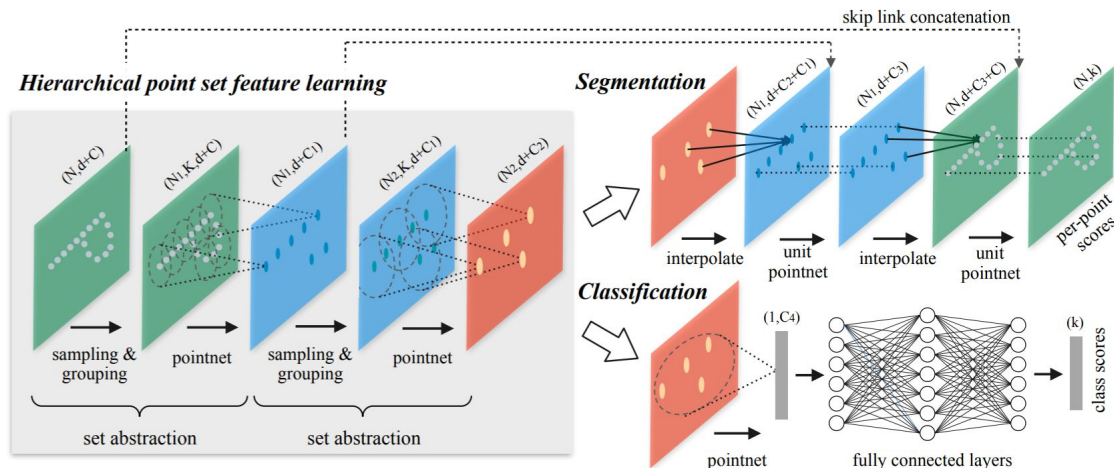 skip link concatenation
Hierarchical point set feature learning
(N,d+C)
(N1,K,d+C)
(N1,d+C1)
(N2,K,d+C1)
(N2,d+C2)
sampling &
grouping
pointnet
sampling &
grouping
pointnet
set abstraction
set abstraction
Segmentation
(N1,d+C2+C1)
(N1,d+C3)
(N,d+C3+C)
(N,k)
interpolate
unit
pointnet
interpolate
unit
pointnet
per-point
scores
Classification
(1,C4)
(k)
class scores
pointnet
fully connected layers